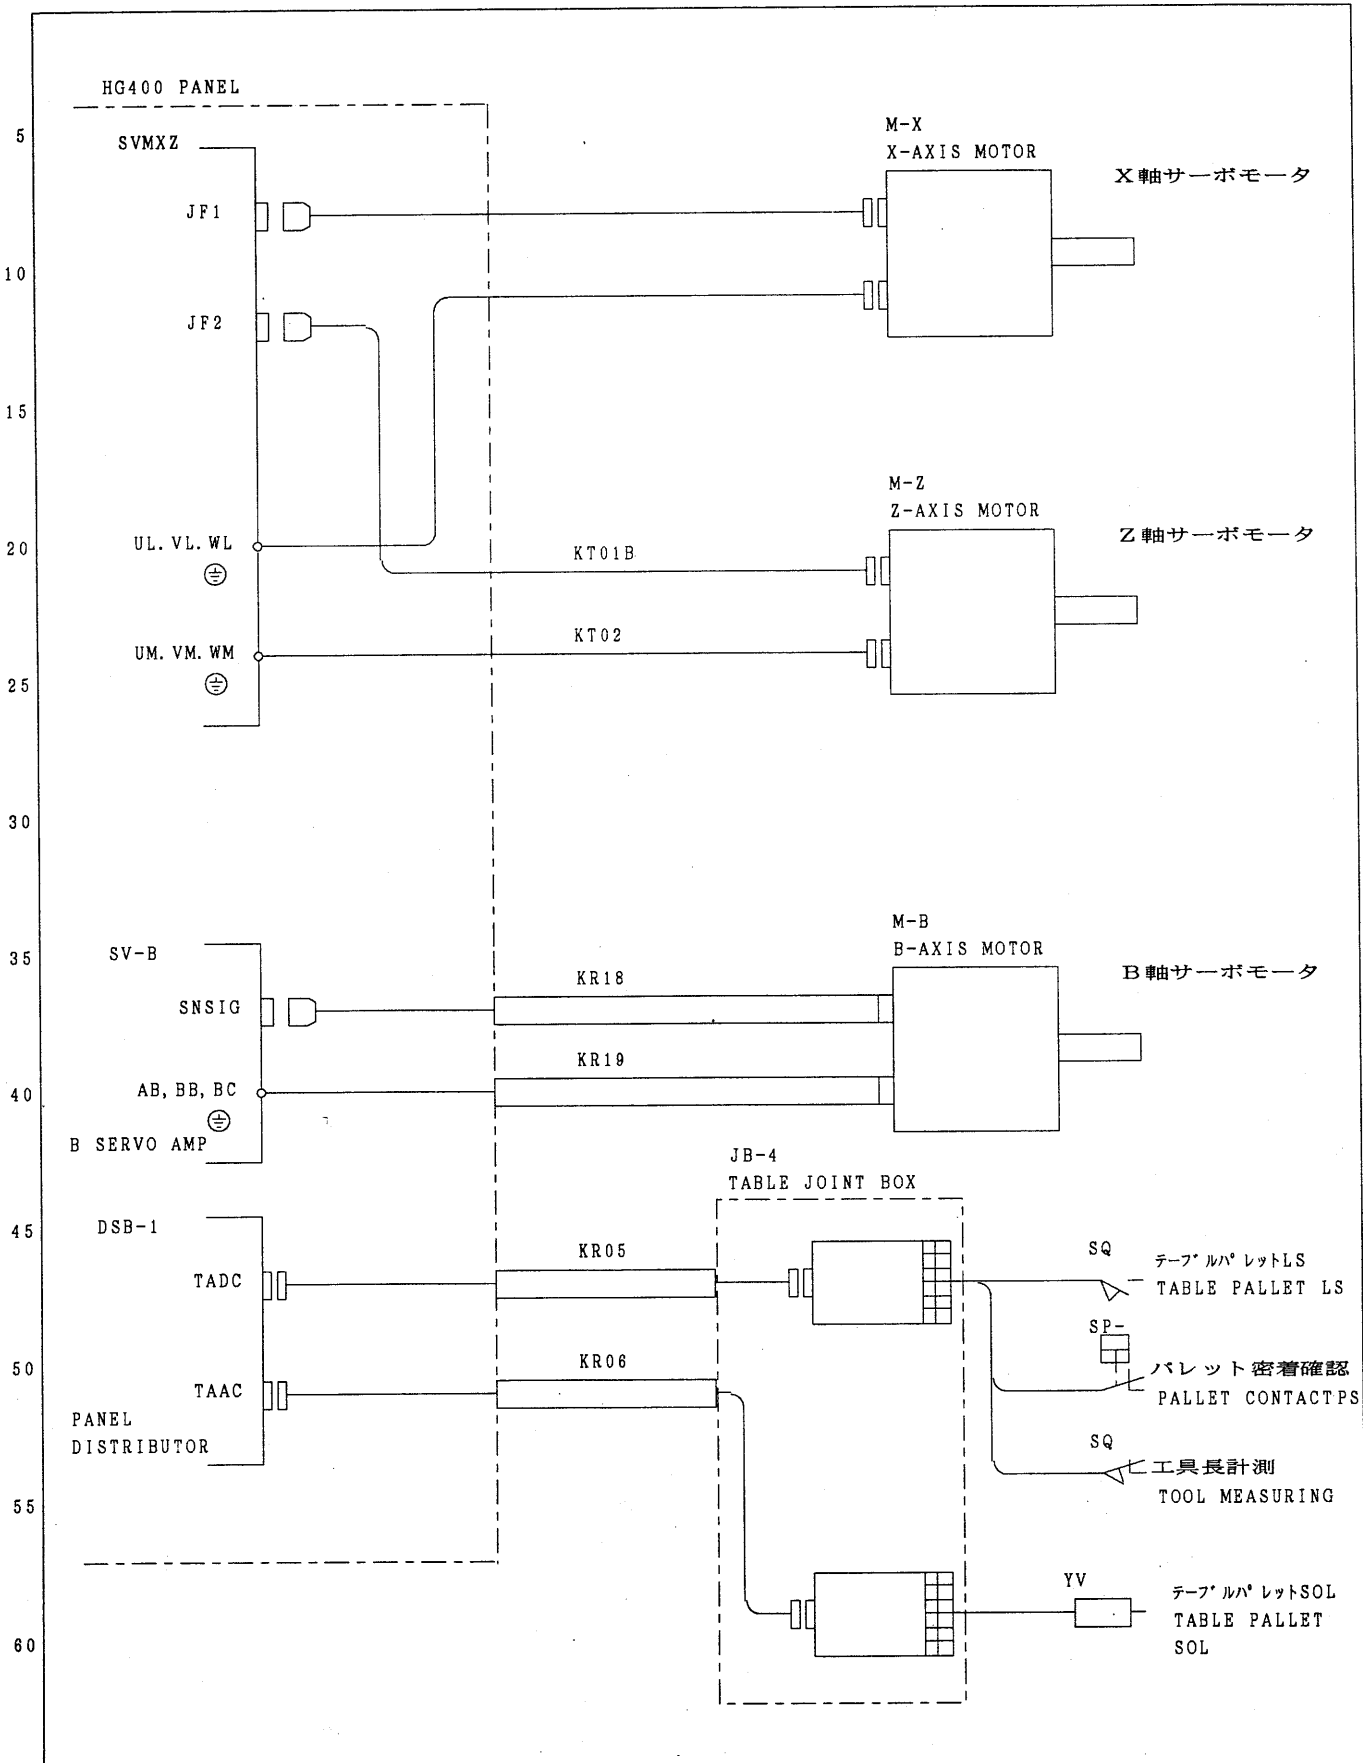 HG400 PANEL
5
SVMXZ
M-X
X-AXIS MOTOR
X軸サーボモータ
JF1
10
JF2
15
M-Z
Z-AXIS MOTOR
Z軸サーボモータ
20
UL. VL. WL
KT01B
UM. VM. WM
KT02
25
30
M-B
B-AXIS MOTOR
B軸サーボモータ
35
SV-B
KR18
SNSIG
KR19
40
AB, BB, BC
B SERVO AMP
JB-4
TABLE JOINT BOX
45
DSB-1
KR05
SQ
テーブルパレットLS
TABLE PALLET LS
TADC
SP-
50
KR06
パレット密着確認
PALLET CONTACTPS
TAAC
PANEL
DISTRIBUTOR
SQ
工具長計測
TOOL MEASURING
55
YV
テーブルパレットSOL
TABLE PALLET
SOL
60